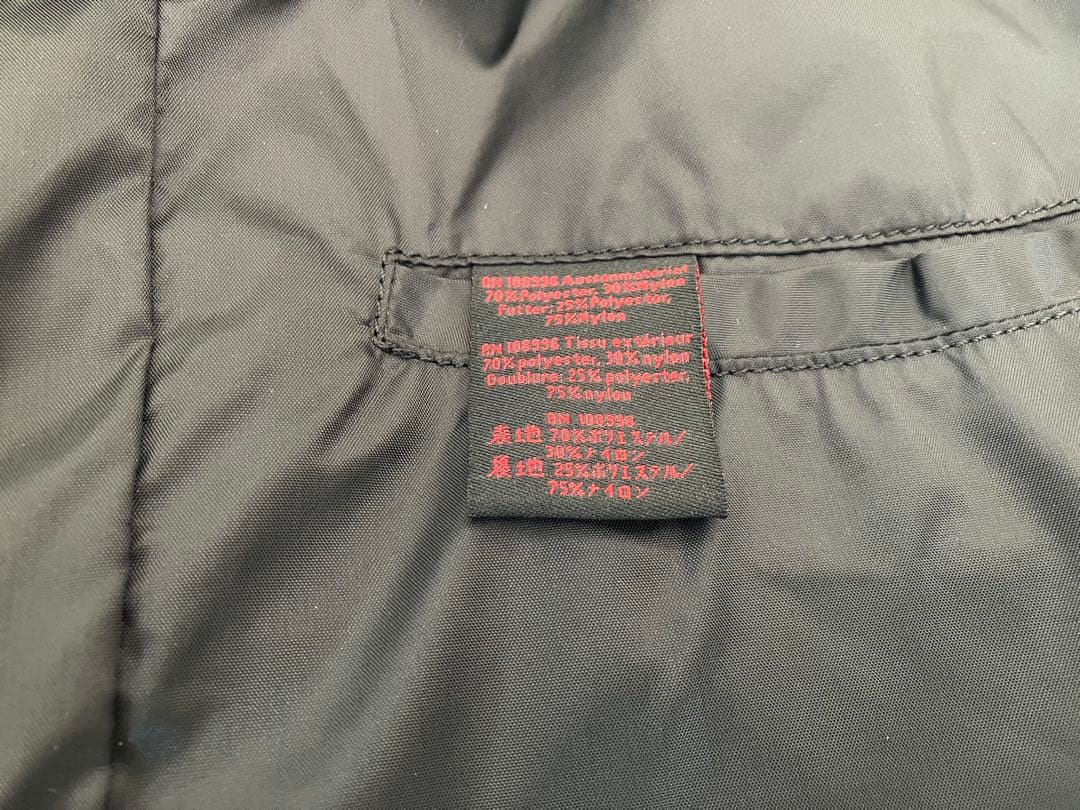 RN 108996 Aussenmaterial
70%Polyester, 30%Nylon
Futter:25%Polyester,
75%Nylon
RN 108996 Tissu extérieur
70%polyester, 30%nylon
Doublure: 25%polyester,
75%nylon
RN 108996
表地 70%ポリエステル/
30%ナイロン
裏地 25%ポリエステル/
75%ナイロン